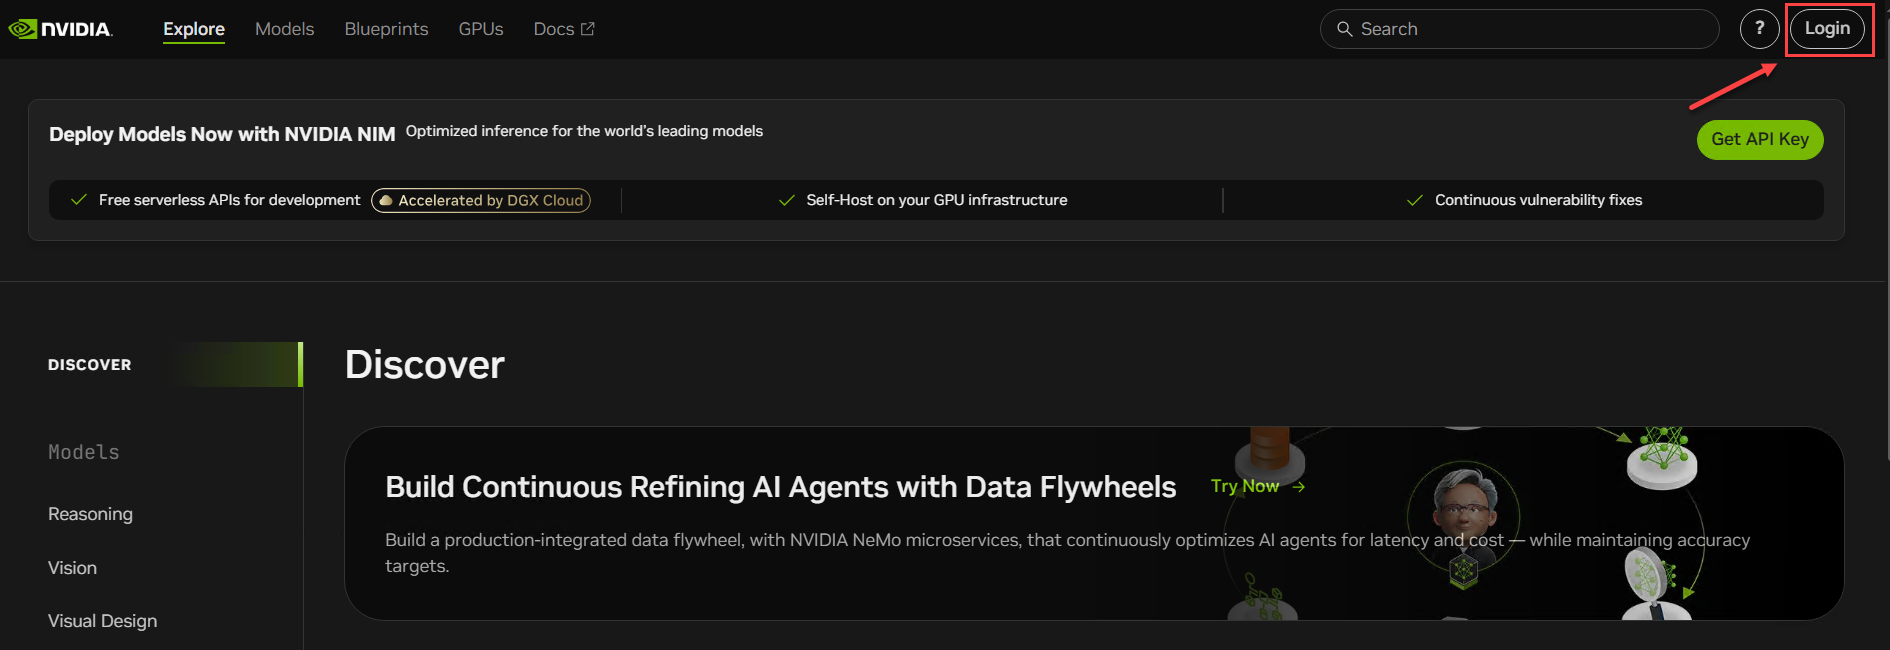 NVIDIA.
Explore
Models
Blueprints
GPUs
Docs
Search
?
Login
Deploy Models Now with NVIDIA NIM
Optimized inference for the world's leading models
Get API Key
Free serverless APIs for development
Accelerated by DGX Cloud
Self-Host on your GPU infrastructure
Continuous vulnerability fixes
DISCOVER
Models
Reasoning
Vision
Visual Design
Discover
Build Continuous Refining AI Agents with Data Flywheels
Try Now
Build a production-integrated data flywheel, with NVIDIA NeMo microservices, that continuously optimizes AI agents for latency and cost — while maintaining accuracy
targets.